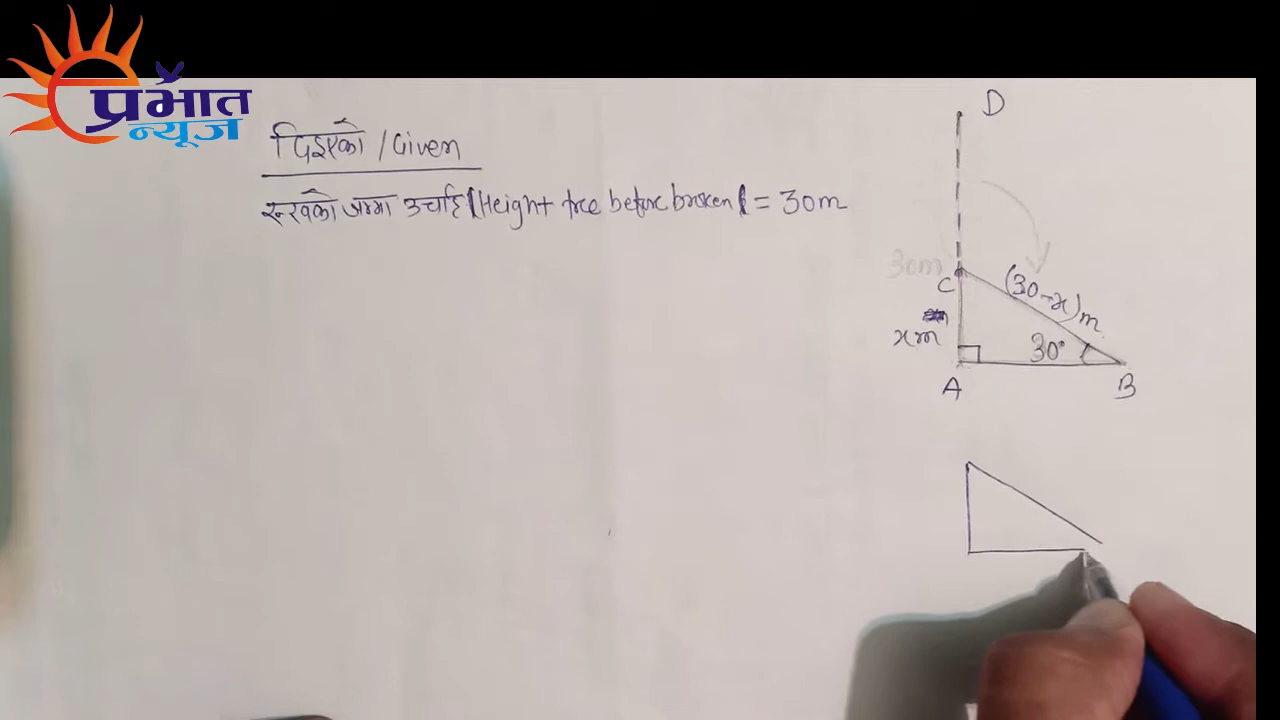 प्रभात
न्यूज
दिइएको / Given
रूखको जम्मा उचाई (Height tree before broken) = 30m
D
30m
C
(30-x)m
xm
30°
A
B